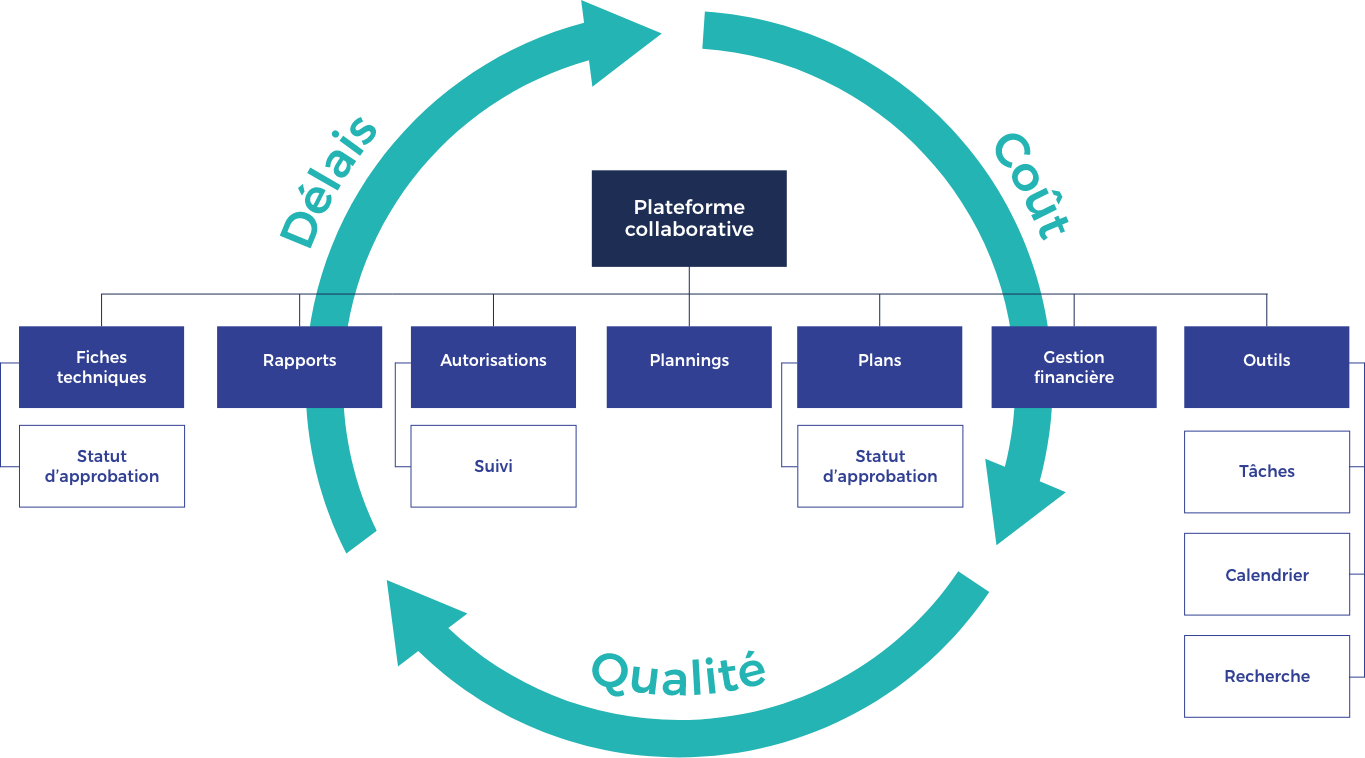 Délais
Coût
Plateforme
collaborative
Fiches
techniques
Rapports
Autorisations
Plannings
Plans
Gestion
financière
Outils
Statut
d’approbation
Suivi
Statut
d’approbation
Tâches
Calendrier
Recherche
Qualité